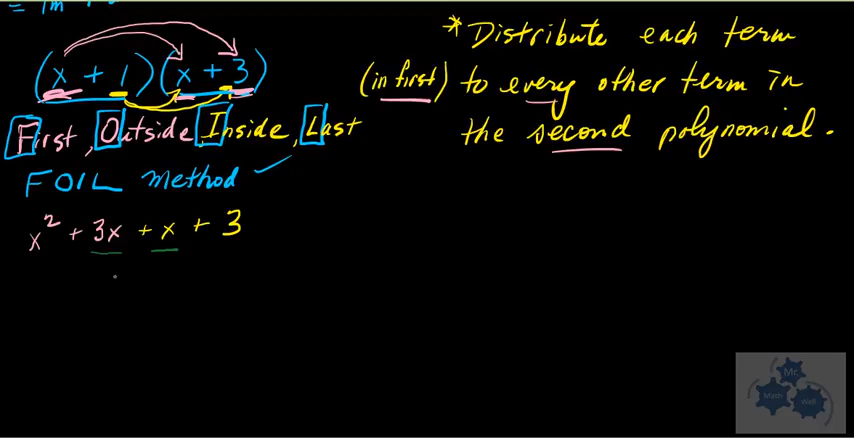 (x + 1)(x + 3)
First, Outside, Inside, Last
FOIL method ✓
x² + 3x + x + 3
* Distribute each term
(in first) to every other term in
the second polynomial.
Mr.
Math Well